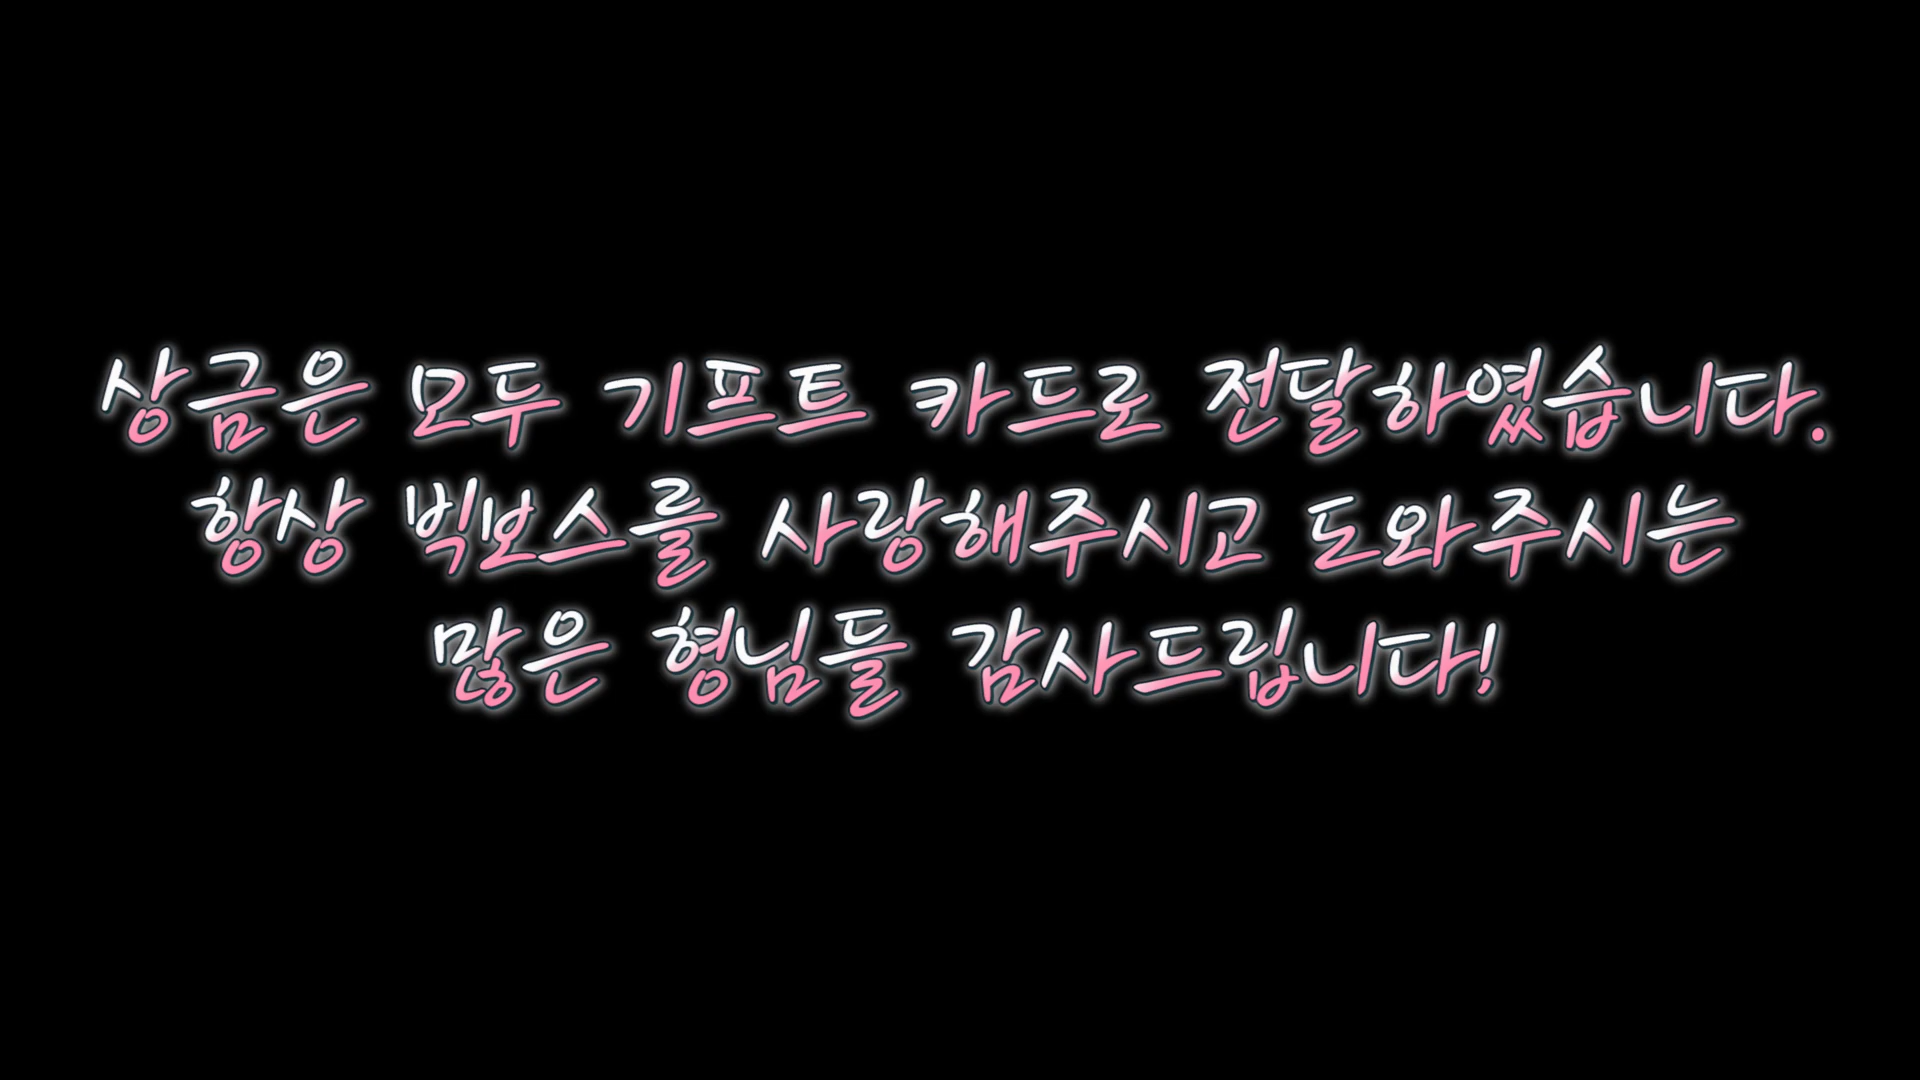 상금은 모두 기프트 카드로 전달하였습니다.
항상 빅보스를 사랑해주시고 도와주시는
많은 형님들 감사드립니다!